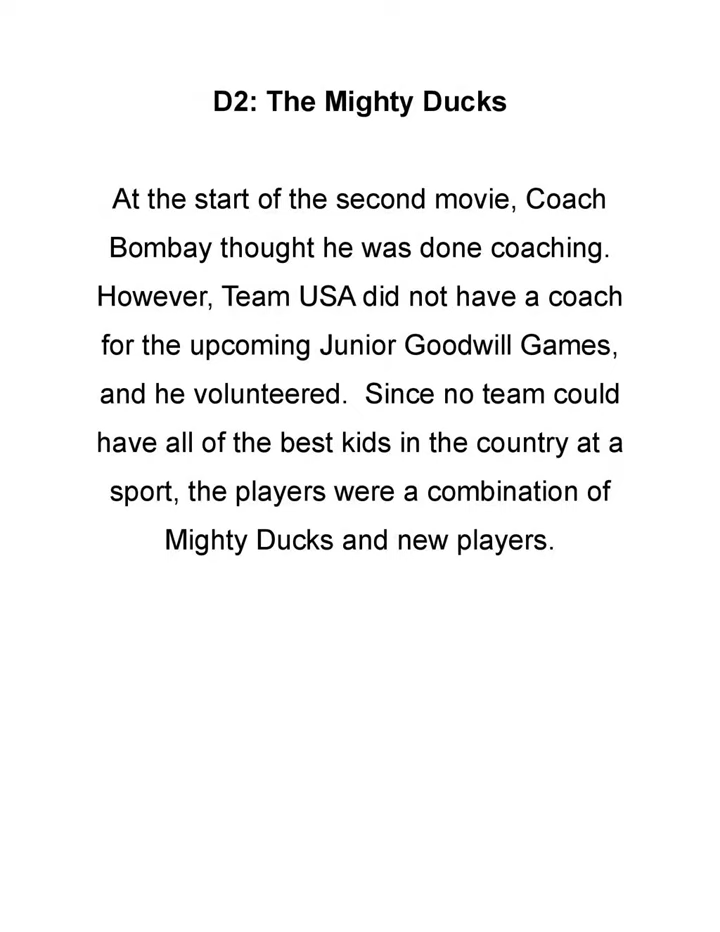 D2: The Mighty Ducks
At the start of the second movie, Coach
Bombay thought he was done coaching.
However, Team USA did not have a coach
for the upcoming Junior Goodwill Games,
and he volunteered.  Since no team could
have all of the best kids in the country at a
sport, the players were a combination of
Mighty Ducks and new players.